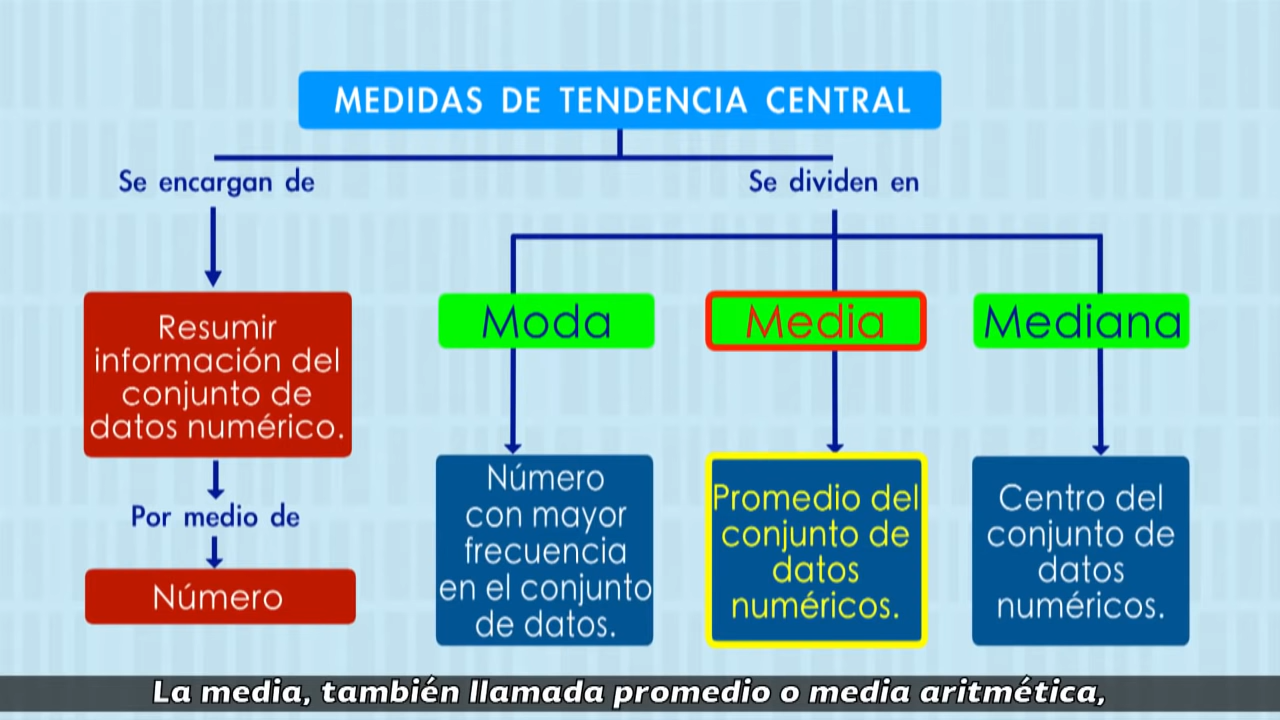 MEDIDAS DE TENDENCIA CENTRAL
Se encargan de
Se dividen en
Resumir
información del
conjunto de
datos numérico.
Por medio de
Número
Moda
Media
Mediana
Número
con mayor
frecuencia
en el conjunto
de datos.
Promedio del
conjunto de
datos
numéricos.
Centro del
conjunto de
datos
numéricos.
La media, también llamada promedio o media aritmética,